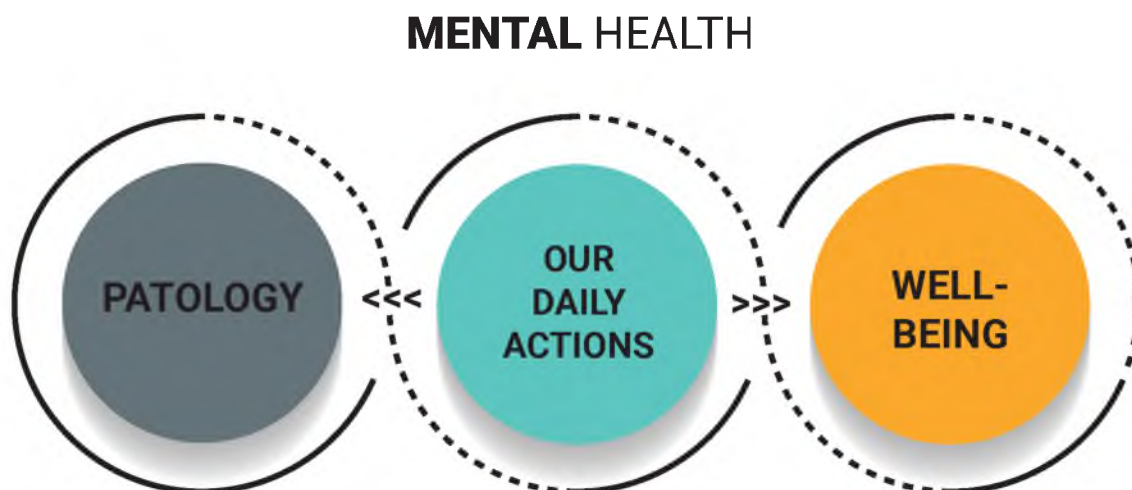 MENTAL HEALTH
PATOLOGY
<<<
OUR
DAILY
ACTIONS
>>>
WELL-
BEING